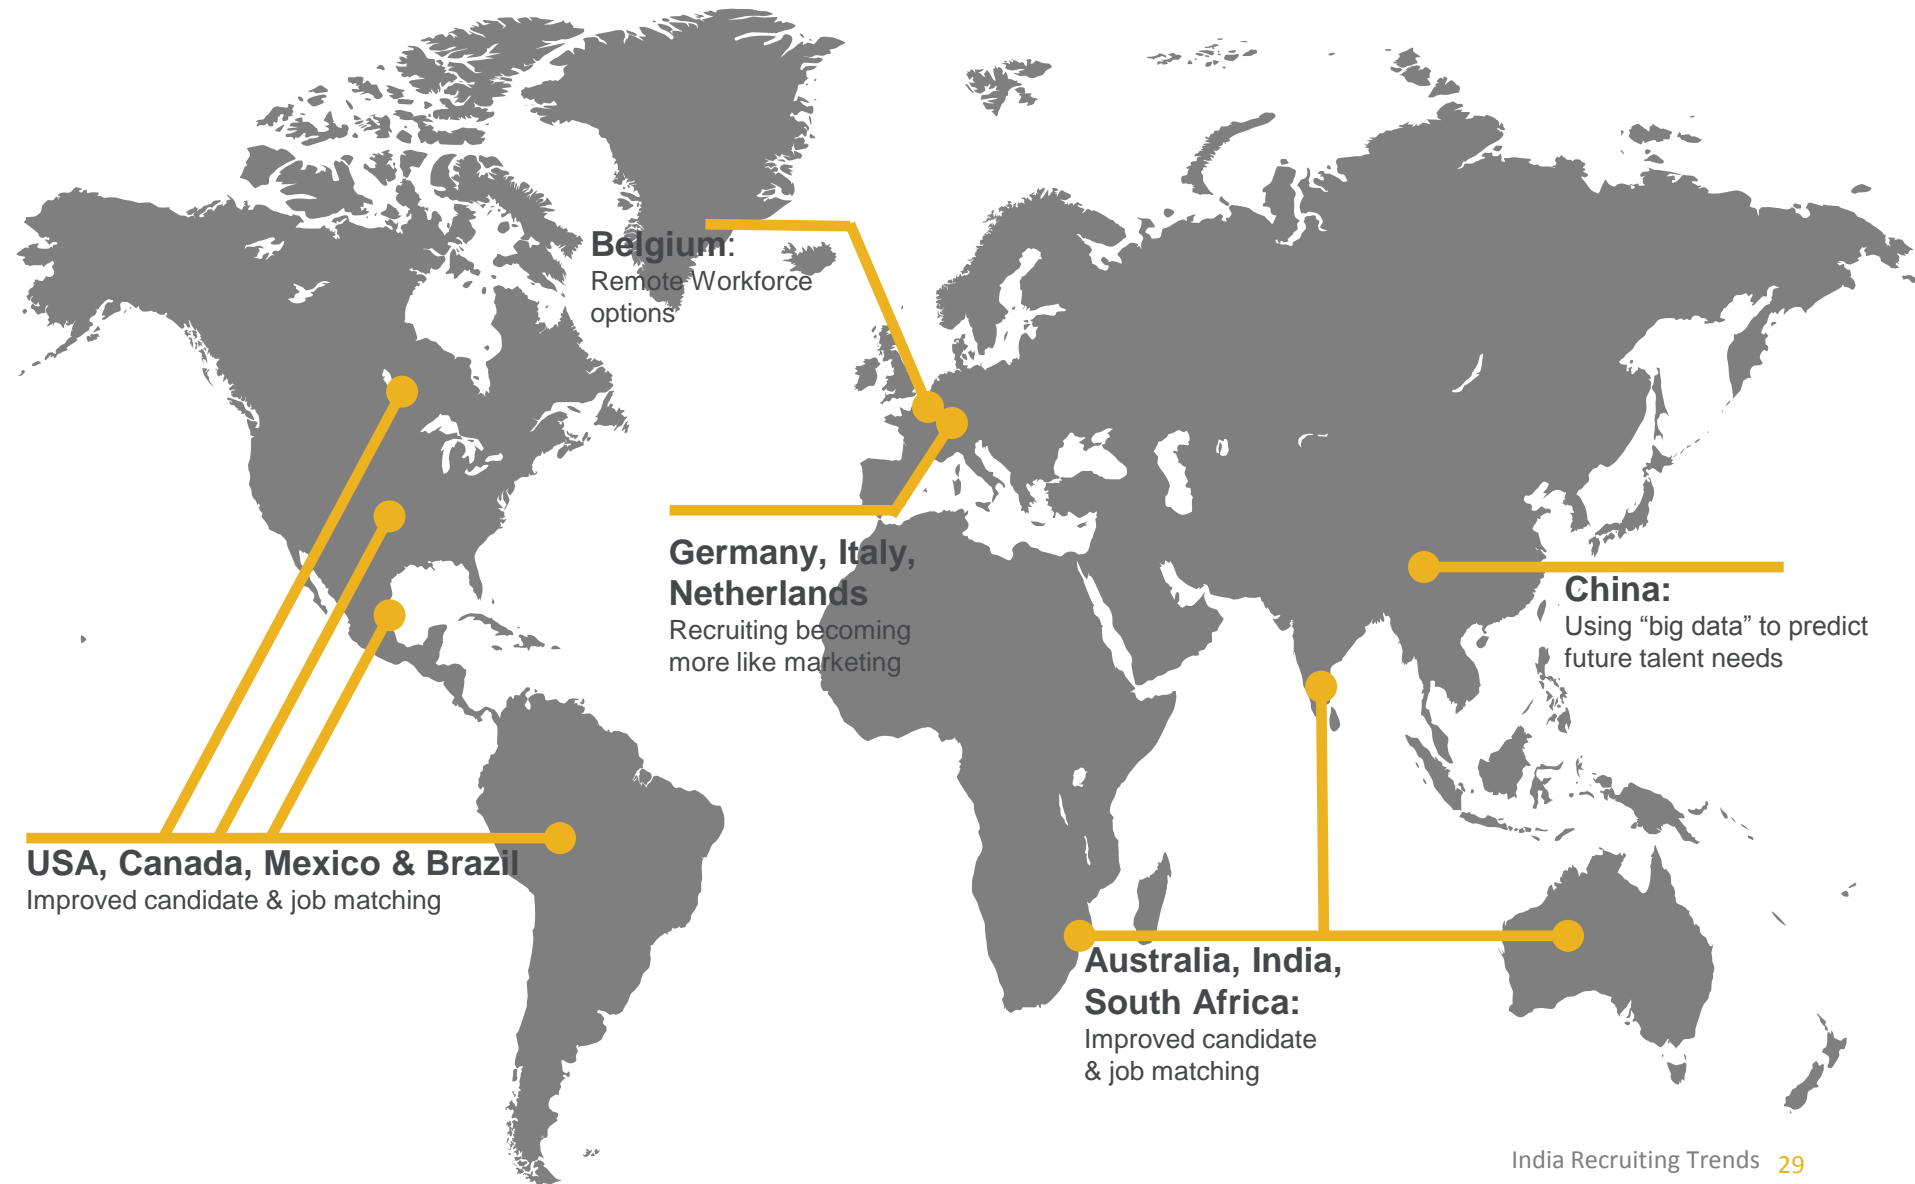 Belgium:
Remote Workforce
options
Germany, Italy,
Netherlands
Recruiting becoming
more like marketing
China:
Using “big data” to predict
future talent needs
USA, Canada, Mexico & Brazil
Improved candidate & job matching
Australia, India,
South Africa:
Improved candidate
& job matching
India Recruiting Trends 29